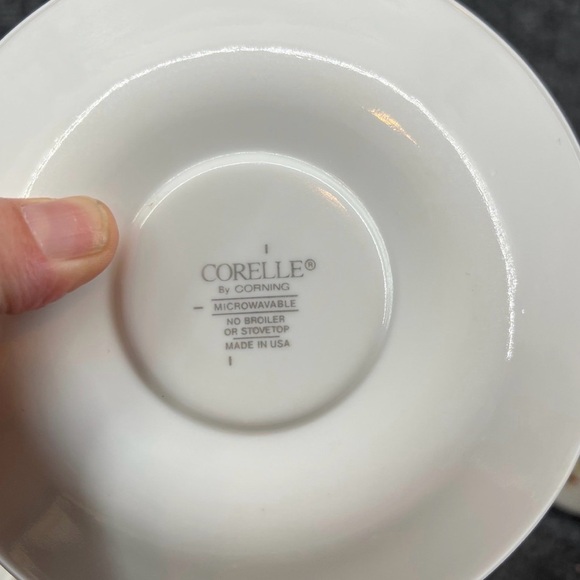 CORELLE®
By CORNING
MICROWAVABLE
NO BROILER
OR STOVETOP
MADE IN USA